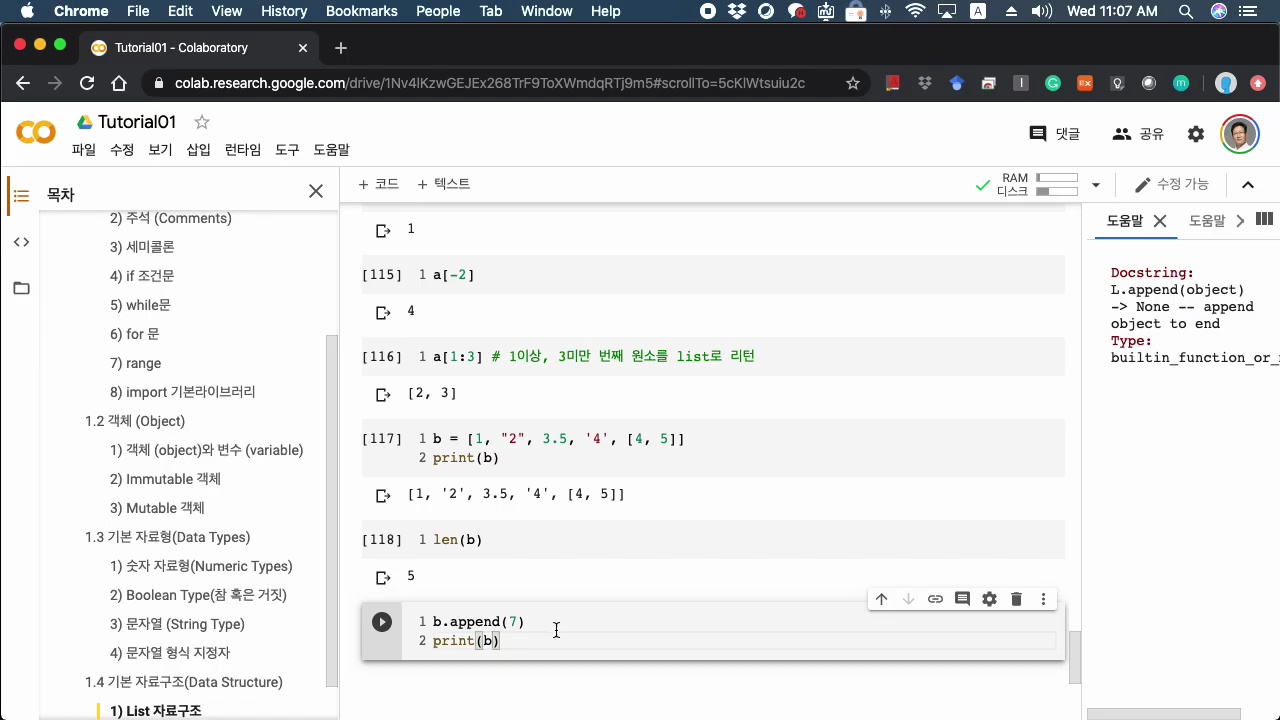 Chrome File Edit View History Bookmarks People Tab Window Help A Wed 11:07 AM
Tutorial01 - Colaboratory
colab.research.google.com/drive/1Nv4lKzwGEJEx268TrF9ToXWmdqRTj9m5#scrollTo=5cKlWtsuiu2c
Tutorial01
파일 수정 보기 삽입 런타임 도구 도움말
댓글 공유
목차
+ 코드 + 텍스트
RAM
디스크
수정 가능
2) 주석 (Comments)
3) 세미콜론
4) if 조건문
5) while문
6) for 문
7) range
8) import 기본라이브러리
1.2 객체 (Object)
1) 객체 (object)와 변수 (variable)
2) Immutable 객체
3) Mutable 객체
1.3 기본 자료형(Data Types)
1) 숫자 자료형(Numeric Types)
2) Boolean Type(참 혹은 거짓)
3) 문자열 (String Type)
4) 문자열 형식 지정자
1.4 기본 자료구조(Data Structure)
1) List 자료구조
1
[115] 1 a[-2]
4
[116] 1 a[1:3] # 1이상, 3미만 번째 원소를 list로 리턴
[2, 3]
[117] 1 b = [1, "2", 3.5, '4', [4, 5]]
2 print(b)
[1, '2', 3.5, '4', [4, 5]]
[118] 1 len(b)
5
1 b.append(7)
2 print(b)
도움말 도움말
Docstring:
L.append(object)
-> None -- append
object to end
Type:
builtin_function_or_